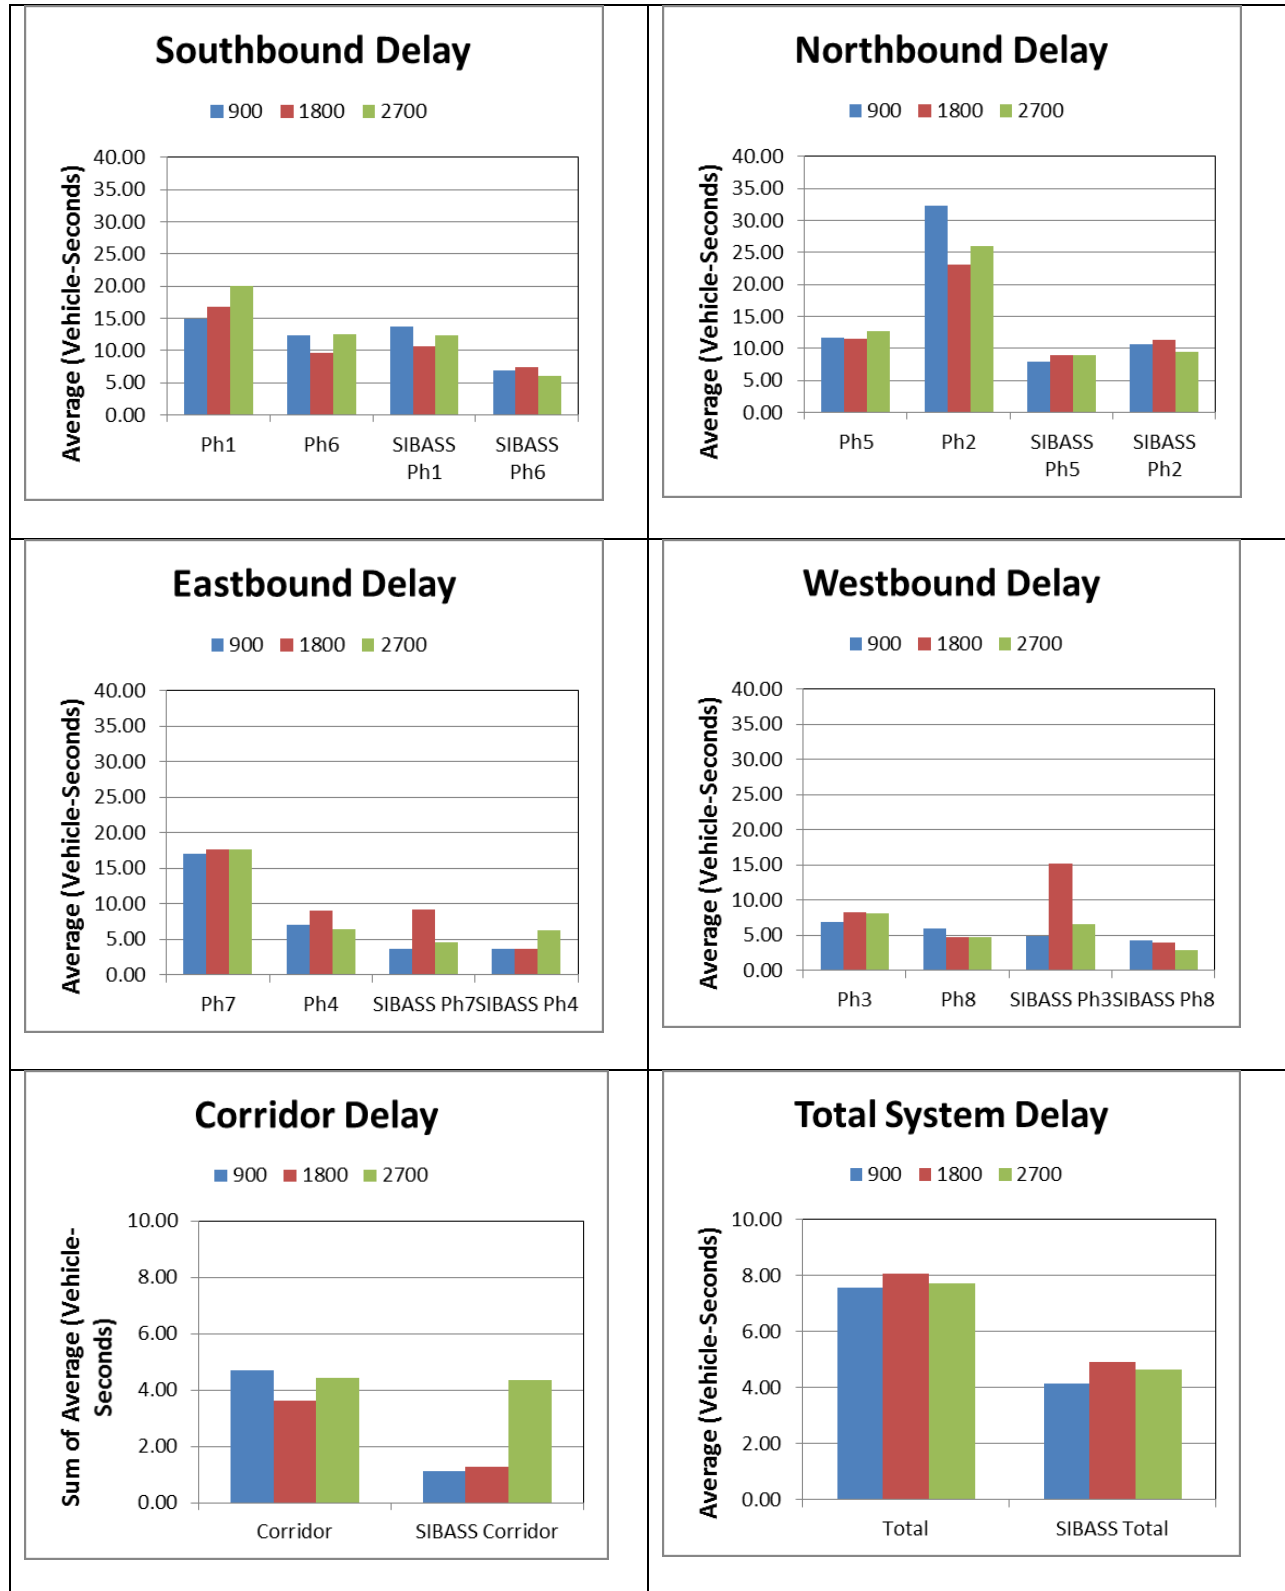 Southbound Delay
900 1800 2700
Average (Vehicle-Seconds)
40.00
35.00
30.00
25.00
20.00
15.00
10.00
5.00
0.00
Ph1 Ph6 SIBASS SIBASS
Ph1 Ph6
Northbound Delay
900 1800 2700
Average (Vehicle-Seconds)
40.00
35.00
30.00
25.00
20.00
15.00
10.00
5.00
0.00
Ph5 Ph2 SIBASS SIBASS
Ph5 Ph2
Eastbound Delay
900 1800 2700
Average (Vehicle-Seconds)
40.00
35.00
30.00
25.00
20.00
15.00
10.00
5.00
0.00
Ph7 Ph4 SIBASS Ph7 SIBASS Ph4
Westbound Delay
900 1800 2700
Average (Vehicle-Seconds)
40.00
35.00
30.00
25.00
20.00
15.00
10.00
5.00
0.00
Ph3 Ph8 SIBASS Ph3 SIBASS Ph8
Corridor Delay
900 1800 2700
Sum of Average (Vehicle-
Seconds)
10.00
8.00
6.00
4.00
2.00
0.00
Corridor SIBASS Corridor
Total System Delay
900 1800 2700
Average (Vehicle-Seconds)
10.00
8.00
6.00
4.00
2.00
0.00
Total SIBASS Total